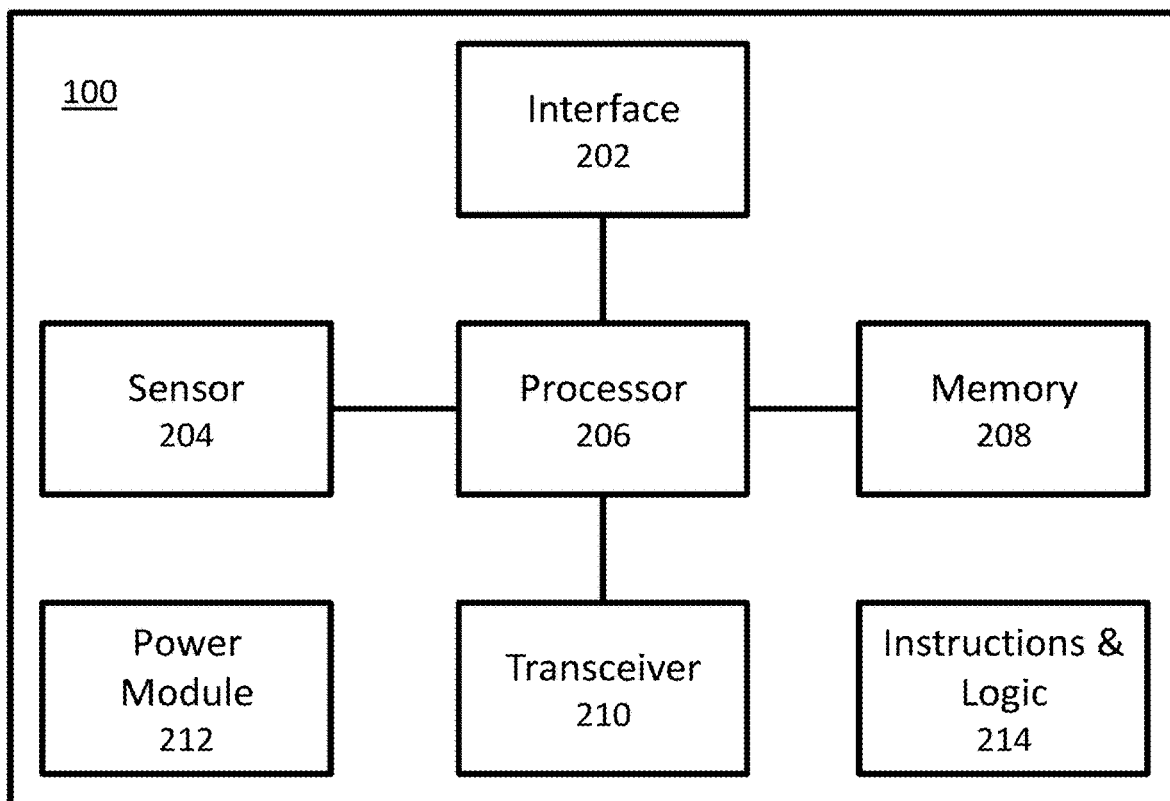 100
Interface
202
Sensor
204
Processor
206
Memory
208
Power
Module
212
Transceiver
210
Instructions &
Logic
214